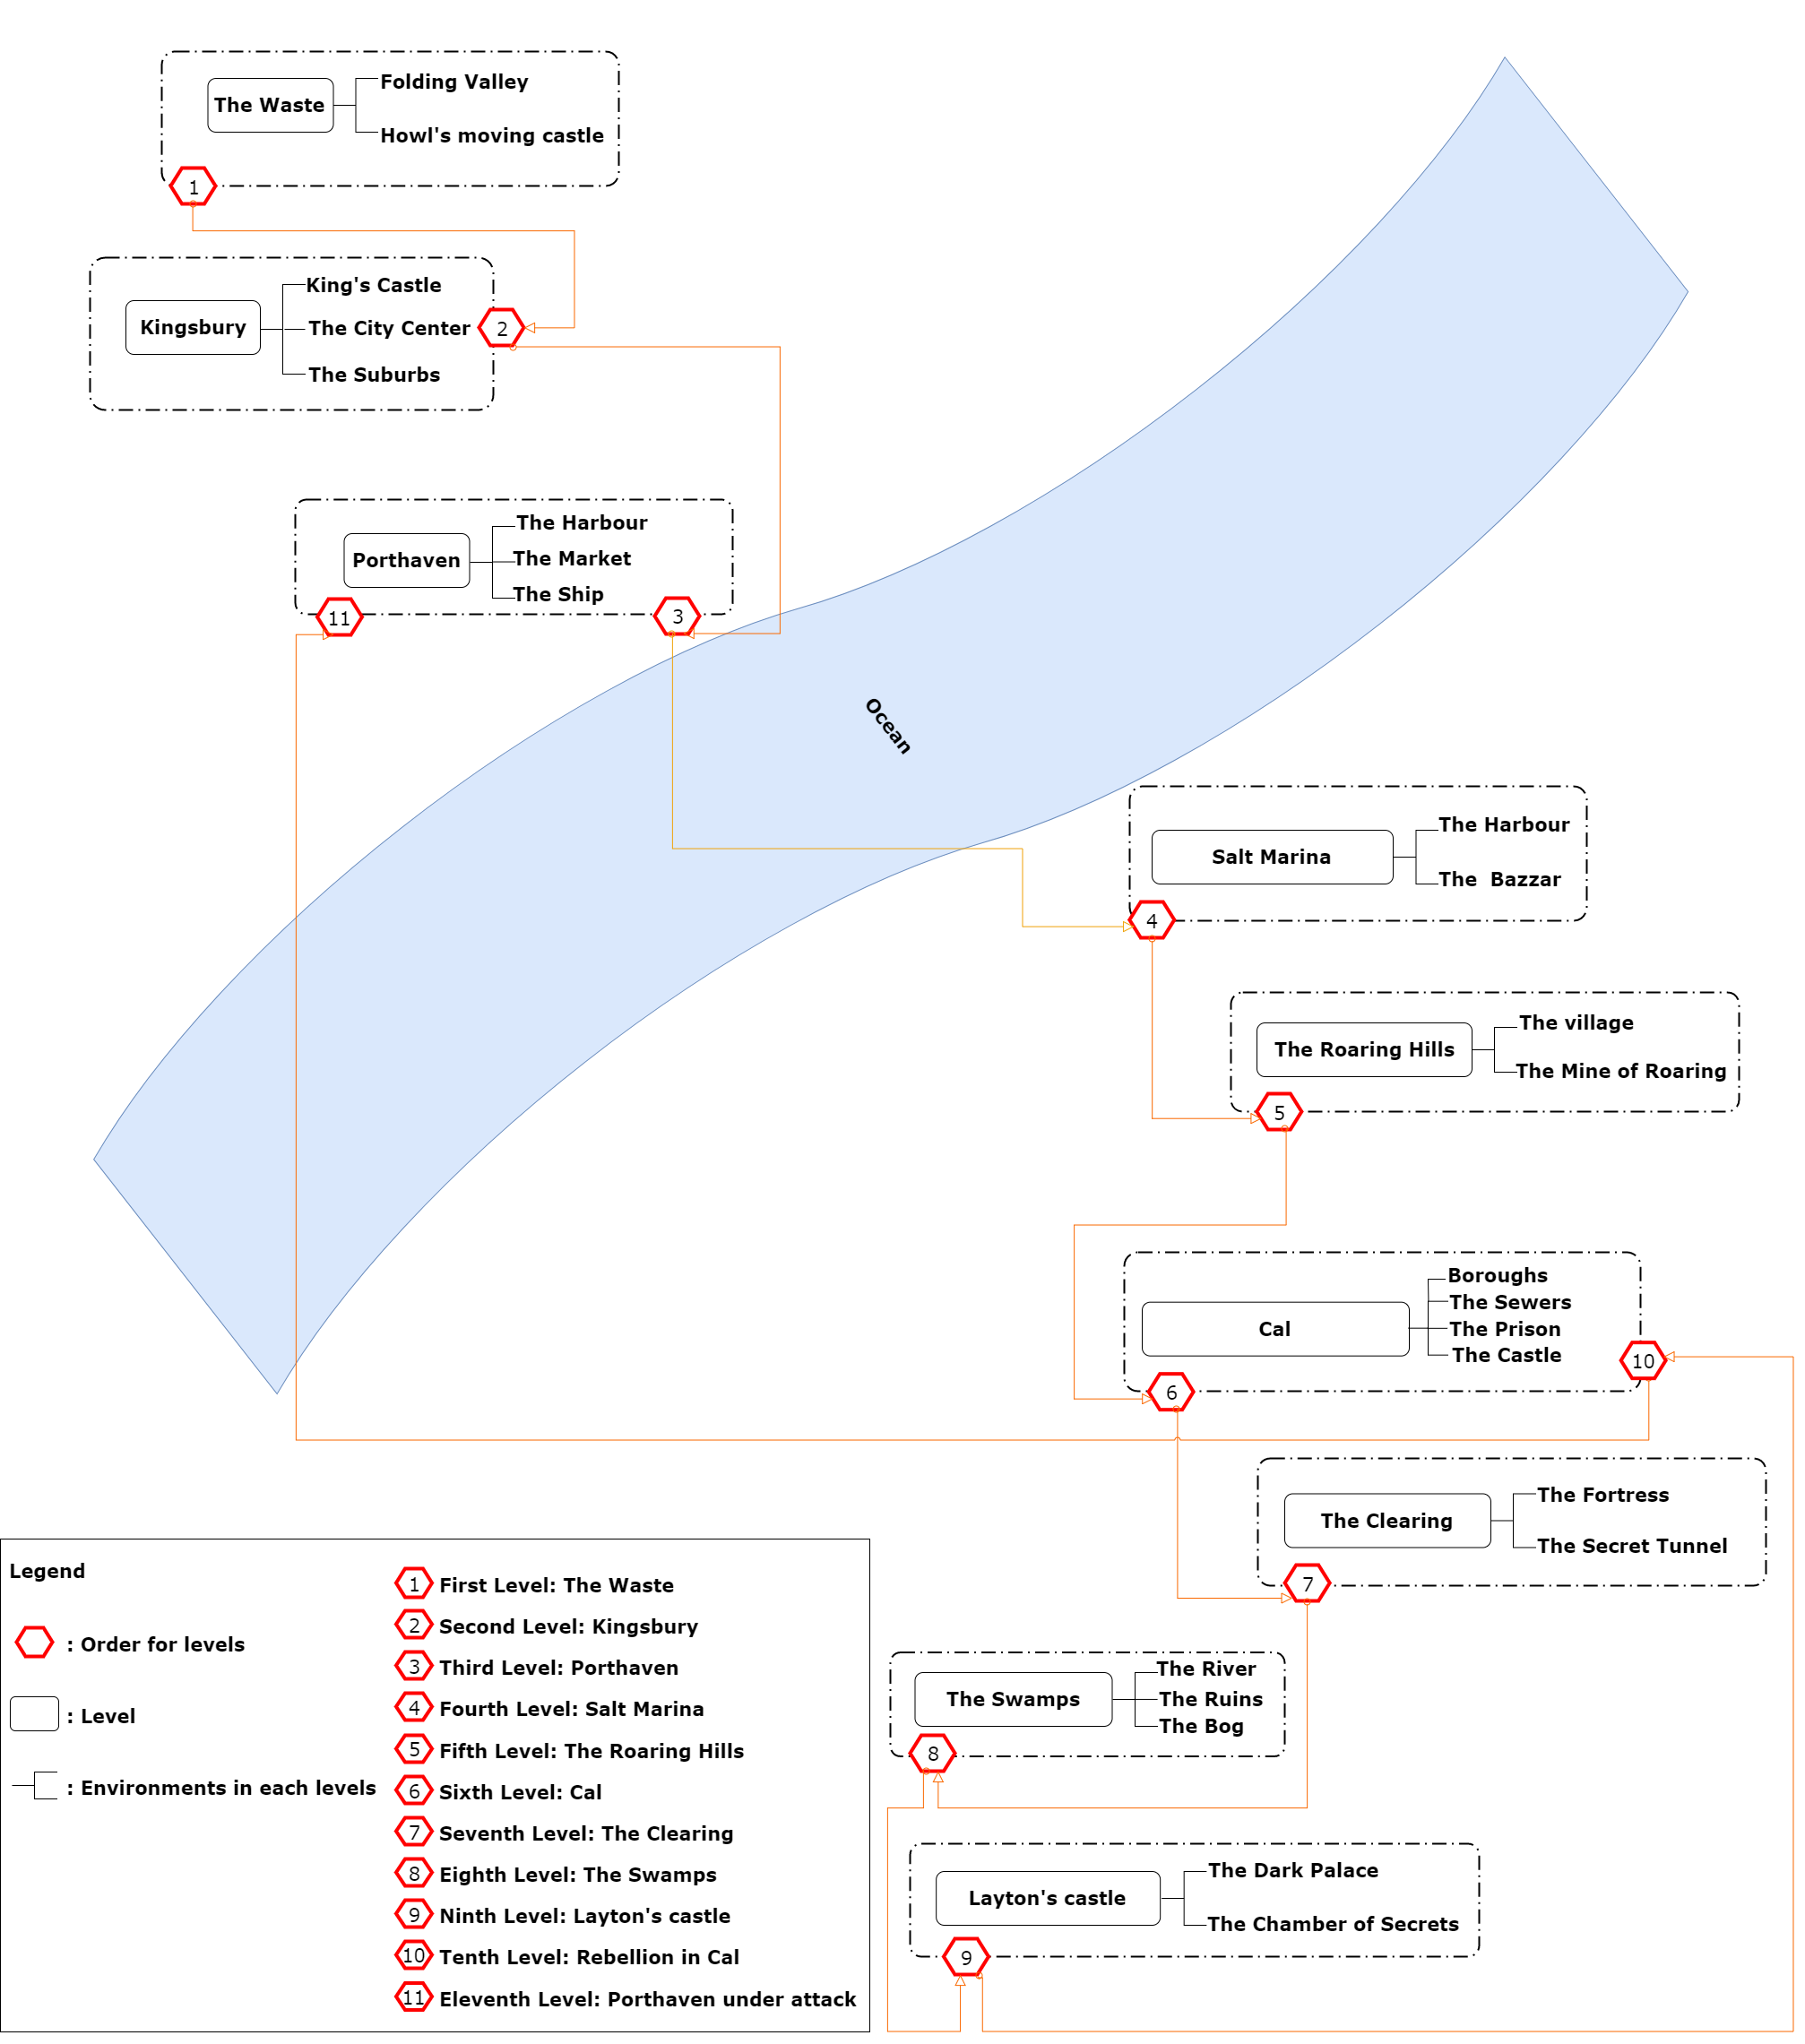 The Waste
Folding Valley
Howl's moving castle
1
Kingsbury
King's Castle
The City Center
The Suburbs
2
Porthaven
The Harbour
The Market
The Ship
11
3
Ocean
Salt Marina
The Harbour
The Bazzar
4
The Roaring Hills
The village
The Mine of Roaring
5
Cal
Boroughs
The Sewers
The Prison
The Castle
10
6
The Clearing
The Fortress
The Secret Tunnel
7
The Swamps
The River
The Ruins
The Bog
8
Layton's castle
The Dark Palace
The Chamber of Secrets
9
Legend
: Order for levels
: Level
: Environments in each levels
1 First Level: The Waste
2 Second Level: Kingsbury
3 Third Level: Porthaven
4 Fourth Level: Salt Marina
5 Fifth Level: The Roaring Hills
6 Sixth Level: Cal
7 Seventh Level: The Clearing
8 Eighth Level: The Swamps
9 Ninth Level: Layton's castle
10 Tenth Level: Rebellion in Cal
11 Eleventh Level: Porthaven under attack